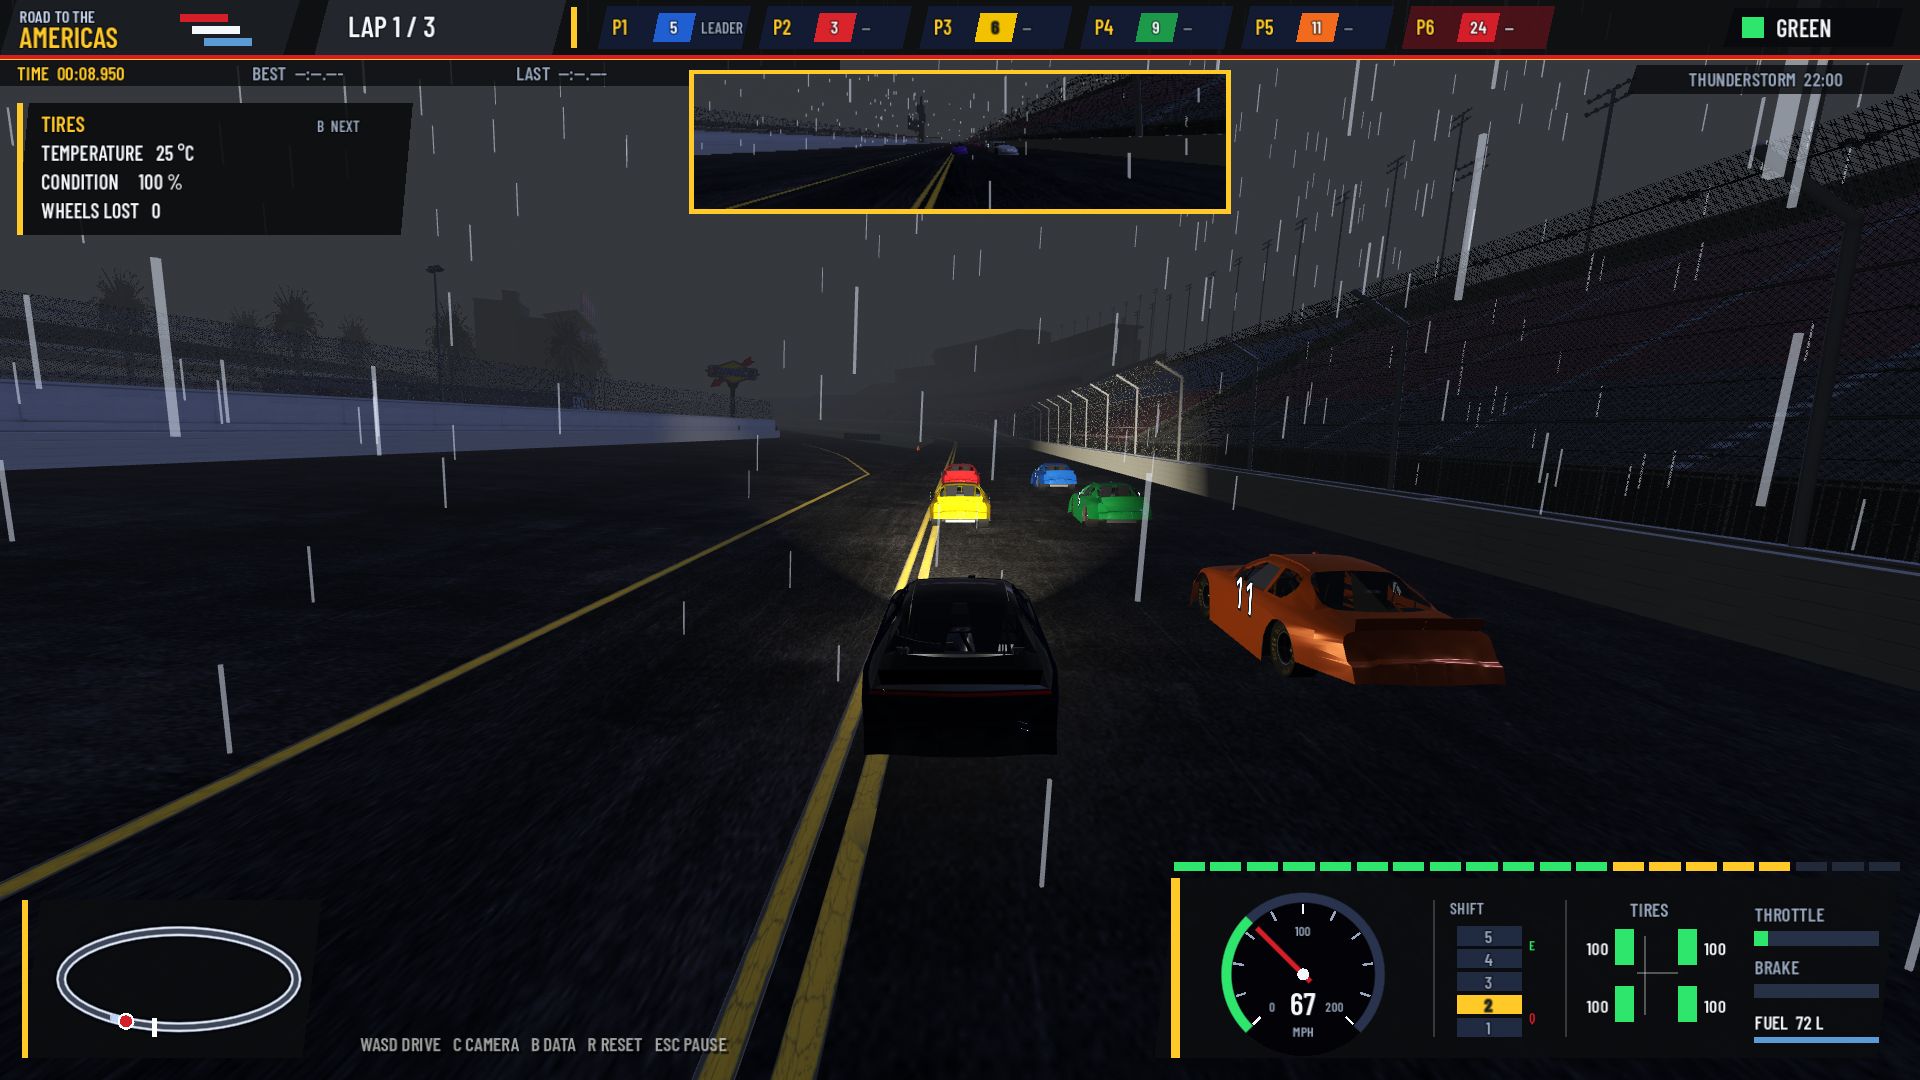 ROAD TO THE
AMERICAS
LAP 1 / 3
P1 5 LEADER
P2 3 –
P3 6 –
P4 9 –
P5 11 –
P6 24 –
GREEN
TIME 00:08.950
BEST –:–.–––
LAST –:–.–––
THUNDERSTORM 22:00
TIRES
B NEXT
TEMPERATURE 25 °C
CONDITION 100 %
WHEELS LOST 0
SUNOCO
11
WASD DRIVE C CAMERA B DATA R RESET ESC PAUSE
100
0 67 200
MPH
SHIFT
5
4
3
2
1
E
Q
TIRES
100 100
100 100
THROTTLE
BRAKE
FUEL 72 L